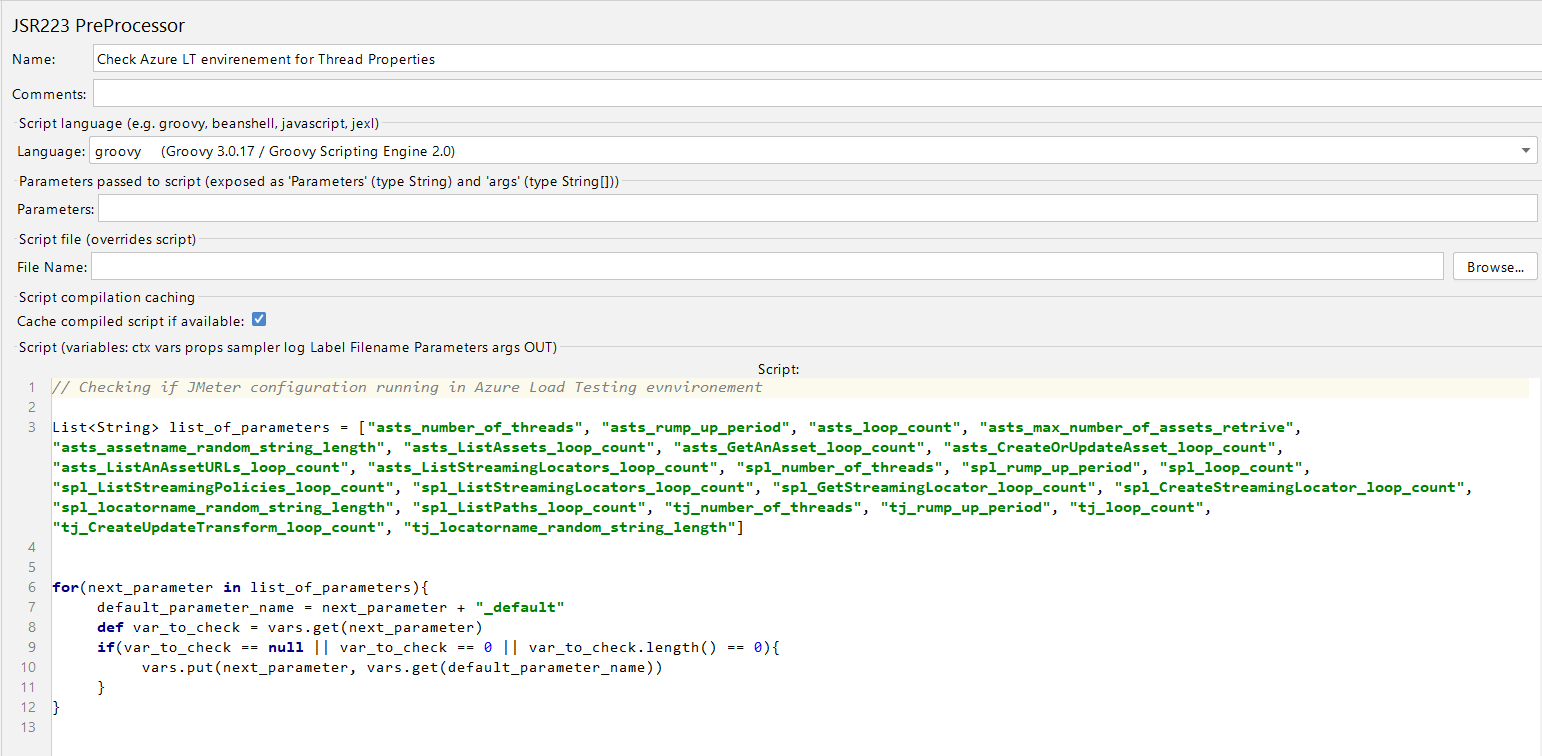 JSR223 PreProcessor
Name: Check Azure LT envirenement for Thread Properties
Comments:
Script language (e.g. groovy, beanshell, javascript, jexl)
Language: groovy (Groovy 3.0.17 / Groovy Scripting Engine 2.0)
Parameters passed to script (exposed as 'Parameters' (type String) and 'args' (type String[]))
Parameters:
Script file (overrides script)
File Name: Browse...
Script compilation caching
Cache compiled script if available:
Script (variables: ctx vars props sampler log Label Filename Parameters args OUT)
Script:
1 // Checking if JMeter configuration running in Azure Load Testing evnvironement
2
3 List<String> list_of_parameters = ["asts_number_of_threads", "asts_rump_up_period", "asts_loop_count", "asts_max_number_of_assets_retrive",
"asts_assetname_random_string_length", "asts_ListAssets_loop_count", "asts_GetAnAsset_loop_count", "asts_CreateOrUpdateAsset_loop_count",
"asts_ListAnAssetURLs_loop_count", "asts_ListStreamingLocators_loop_count", "spl_number_of_threads", "spl_rump_up_period", "spl_loop_count",
"spl_ListStreamingPolicies_loop_count", "spl_ListStreamingLocators_loop_count", "spl_GetStreamingLocator_loop_count", "spl_CreateStreamingLocator_loop_count",
"spl_locatorname_random_string_length", "spl_ListPaths_loop_count", "tj_number_of_threads", "tj_rump_up_period", "tj_loop_count",
"tj_CreateUpdateTransform_loop_count", "tj_locatorname_random_string_length"]
4
5
6 for(next_parameter in list_of_parameters){
7 default_parameter_name = next_parameter + "_default"
8 def var_to_check = vars.get(next_parameter)
9 if(var_to_check == null || var_to_check == 0 || var_to_check.length() == 0){
10 vars.put(next_parameter, vars.get(default_parameter_name))
11 }
12 }
13